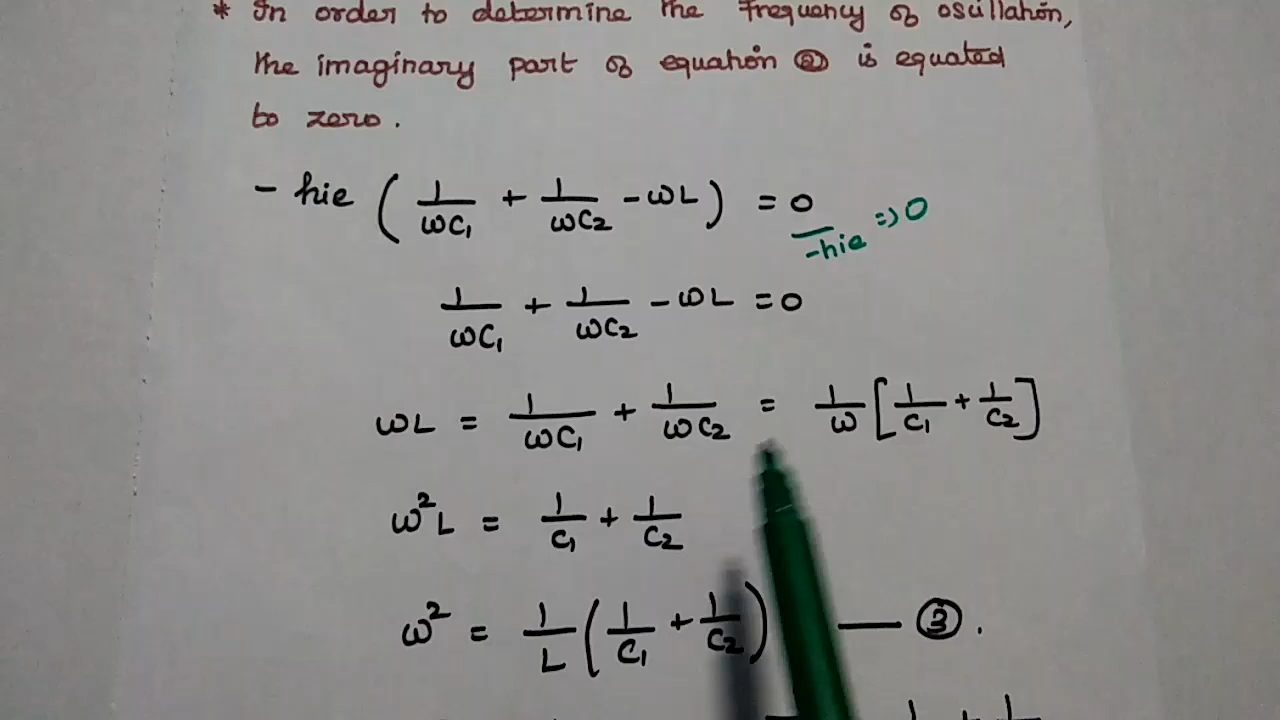 * In order to determine the frequency of oscillation,
the imaginary part of equation ② is equated
to zero.
- hie ( 1/ωC₁ + 1/ωC₂ - ωL ) = 0
0/-hie => 0
1/ωC₁ + 1/ωC₂ - ωL = 0
ωL = 1/ωC₁ + 1/ωC₂ = 1/ω [ 1/C₁ + 1/C₂ ]
ω²L = 1/C₁ + 1/C₂
ω² = 1/L ( 1/C₁ + 1/C₂ ) — ③.